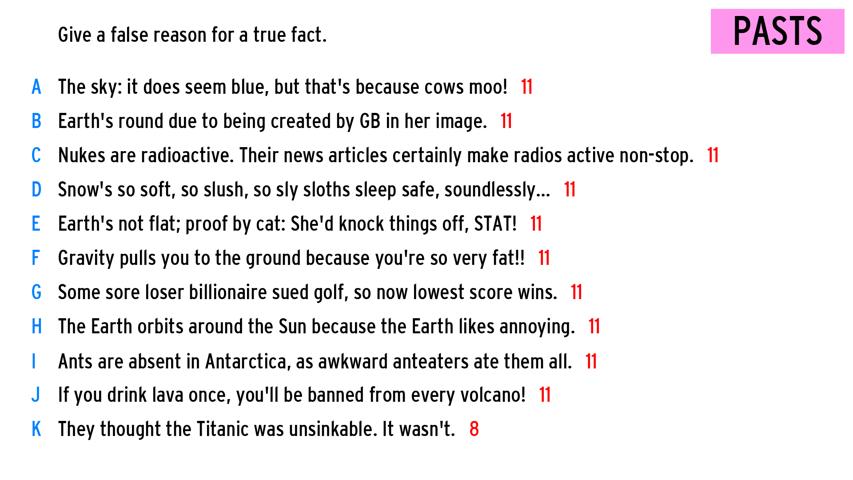 Give a false reason for a true fact.
PASTS
A The sky: it does seem blue, but that's because cows moo! 11
B Earth's round due to being created by GB in her image. 11
C Nukes are radioactive. Their news articles certainly make radios active non-stop. 11
D Snow's so soft, so slush, so sly sloths sleep safe, soundlessly... 11
E Earth's not flat; proof by cat: She'd knock things off, STAT! 11
F Gravity pulls you to the ground because you're so very fat!! 11
G Some sore loser billionaire sued golf, so now lowest score wins. 11
H The Earth orbits around the Sun because the Earth likes annoying. 11
I Ants are absent in Antarctica, as awkward anteaters ate them all. 11
J If you drink lava once, you'll be banned from every volcano! 11
K They thought the Titanic was unsinkable. It wasn't. 8